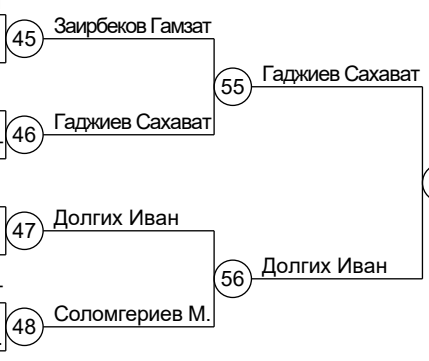 45 Заирбеков Гамзат
55 Гаджиев Сахават
46 Гаджиев Сахават
47 Долгих Иван
56 Долгих Иван
48 Соломгериев М.